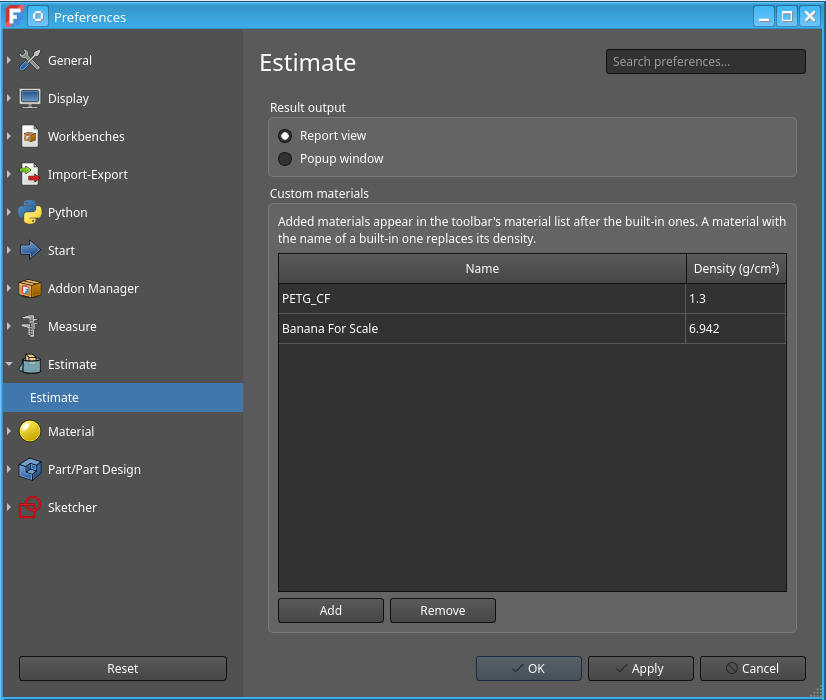 Preferences
General
Display
Workbenches
Import-Export
Python
Start
Addon Manager
Measure
Estimate
Estimate
Material
Part/Part Design
Sketcher
Reset
Estimate
Search preferences...
Result output
Report view
Popup window
Custom materials
Added materials appear in the toolbar's material list after the built-in ones. A material with
the name of a built-in one replaces its density.
Name Density (g/cm³)
PETG_CF 1.3
Banana For Scale 6.942
Add Remove
OK Apply Cancel